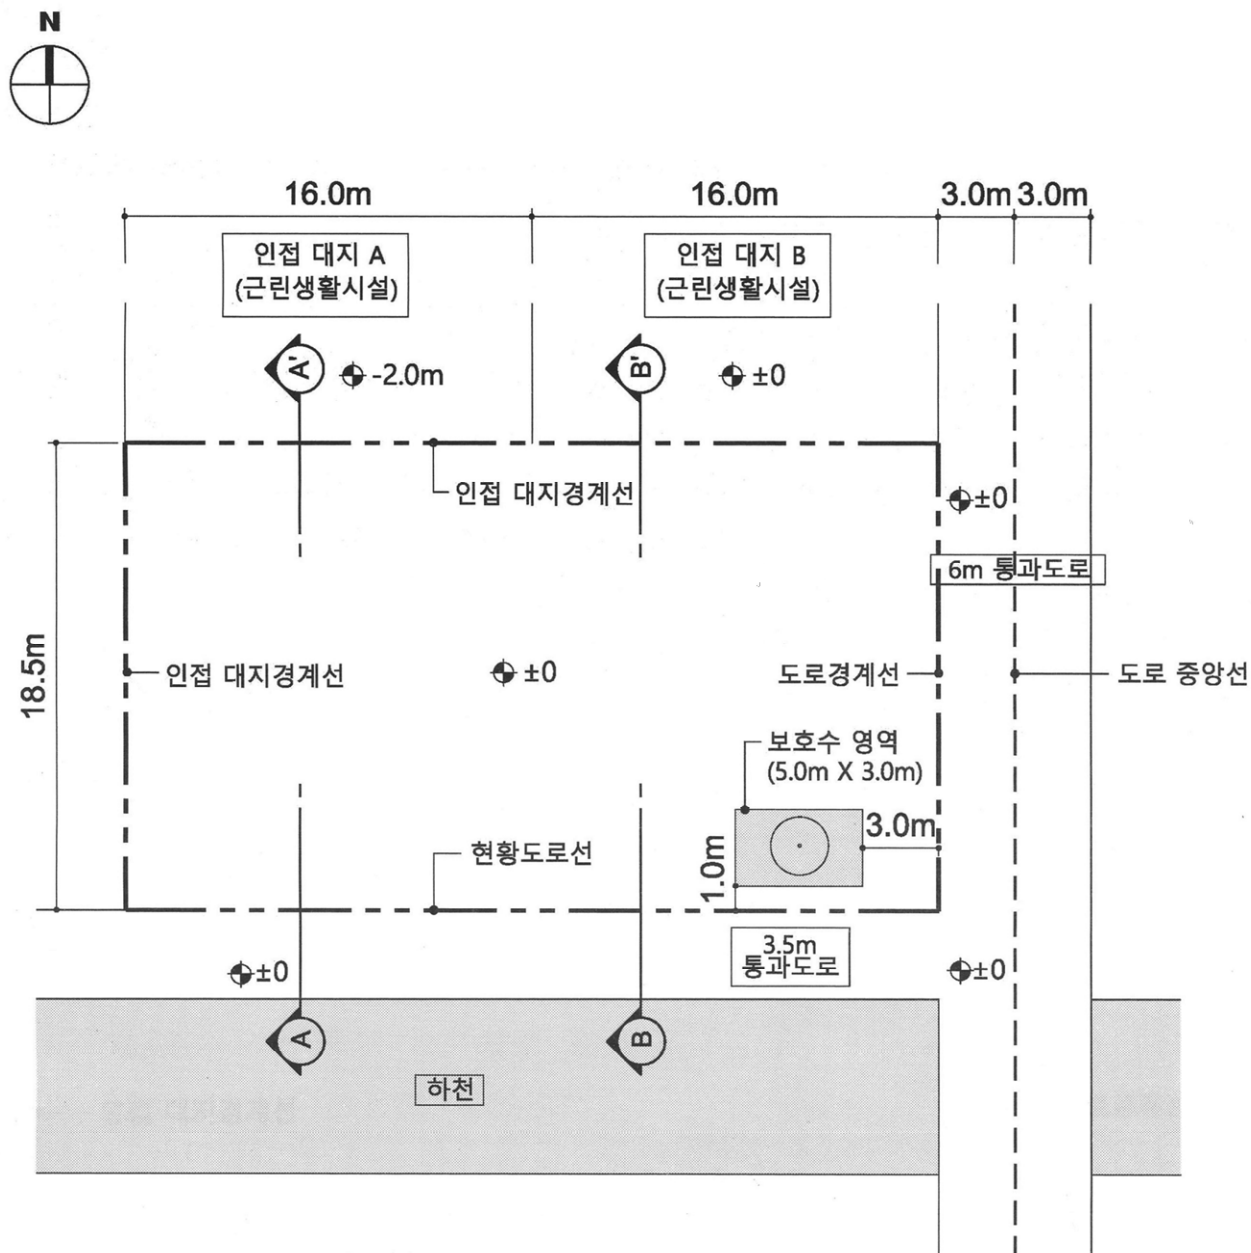 N
16.0m
16.0m
3.0m
3.0m
인접 대지 A
(근린생활시설)
인접 대지 B
(근린생활시설)
A'
-2.0m
B'
±0
인접 대지경계선
±0
6m 통과도로
18.5m
인접 대지경계선
±0
도로경계선
도로 중앙선
보호수 영역
(5.0m X 3.0m)
3.0m
1.0m
현황도로선
3.5m
통과도로
±0
±0
A
B
하천